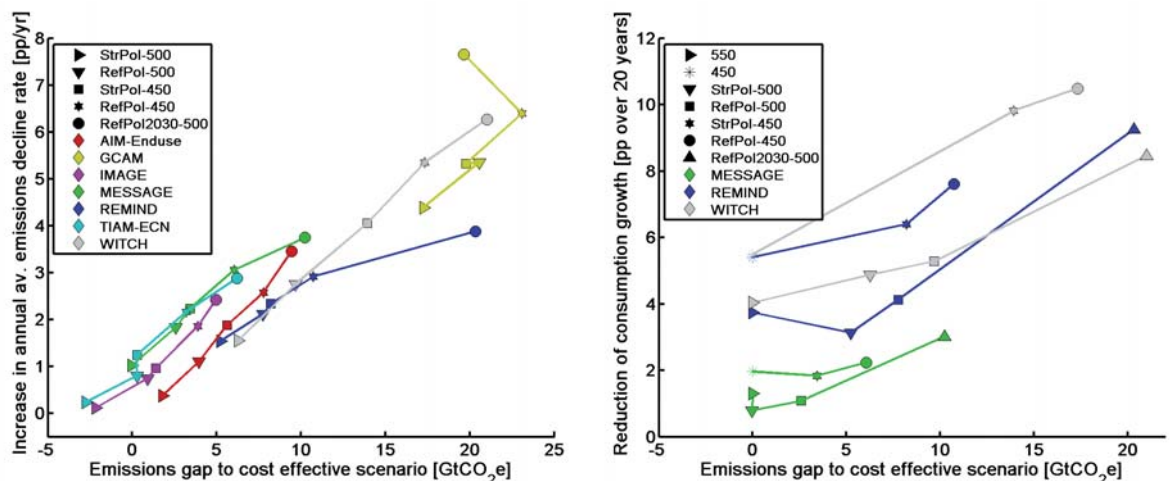 Increase in annual av. emissions decline rate [pp/yr]
8
7
6
5
4
3
2
1
0
StrPol-500
RefPol-500
StrPol-450
RefPol-450
RefPol2030-500
AIM-Enduse
GCAM
IMAGE
MESSAGE
REMIND
TIAM-ECN
WITCH
-5 0 5 10 15 20 25
Emissions gap to cost effective scenario [GtCO2e]
Reduction of consumption growth [pp over 20 years]
12
10
8
6
4
2
0
550
450
StrPol-500
RefPol-500
StrPol-450
RefPol-450
RefPol2030-500
MESSAGE
REMIND
WITCH
-5 0 5 10 15 20
Emissions gap to cost effective scenario [GtCO2e]